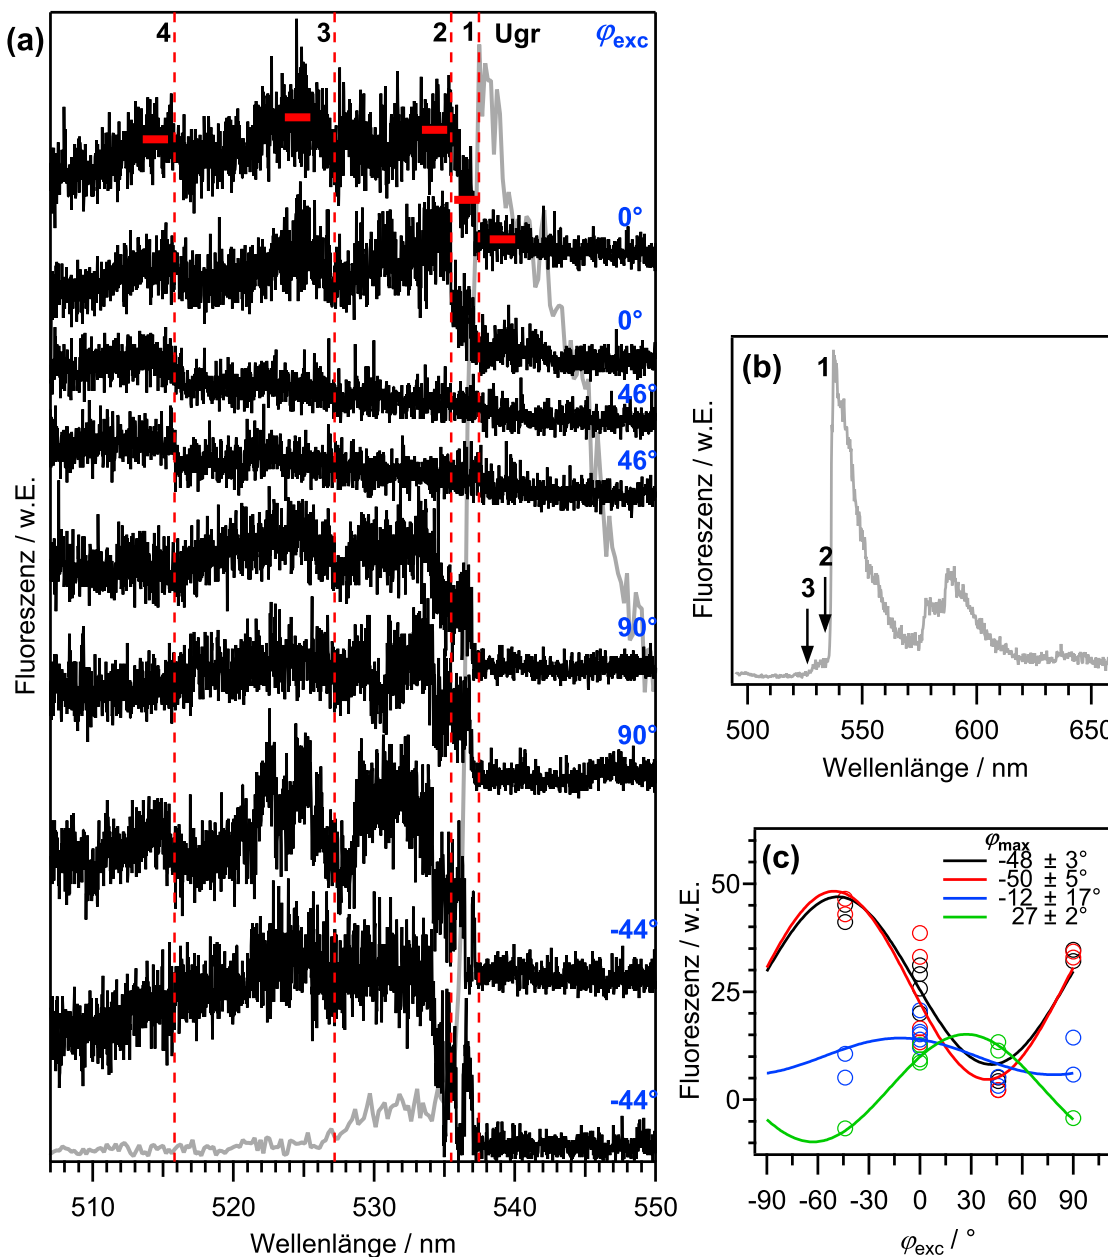 (a)
4 3 2 1 Ugr φexc
0°
0°
46°
46°
90°
90°
-44°
-44°
Fluoreszenz / w.E.
510 520 530 540 550
Wellenlänge / nm
(b)
1
2
3
Fluoreszenz / w.E.
500 550 600 650
Wellenlänge / nm
(c)
φmax
-48 ± 3°
-50 ± 5°
-12 ± 17°
27 ± 2°
50
25
0
Fluoreszenz / w.E.
-90 -60 -30 0 30 60 90
φexc / °